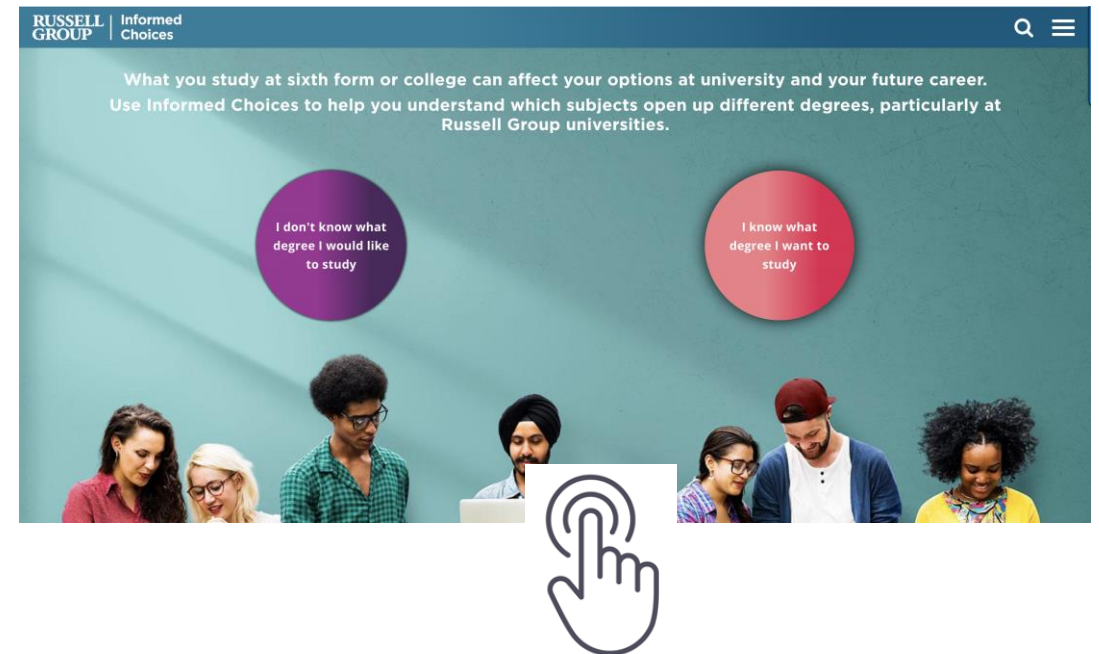 RUSSELL GROUP | Informed Choices
What you study at sixth form or college can affect your options at university and your future career.
Use Informed Choices to help you understand which subjects open up different degrees, particularly at
Russell Group universities.
I don't know what
degree I would like
to study
I know what
degree I want to
study